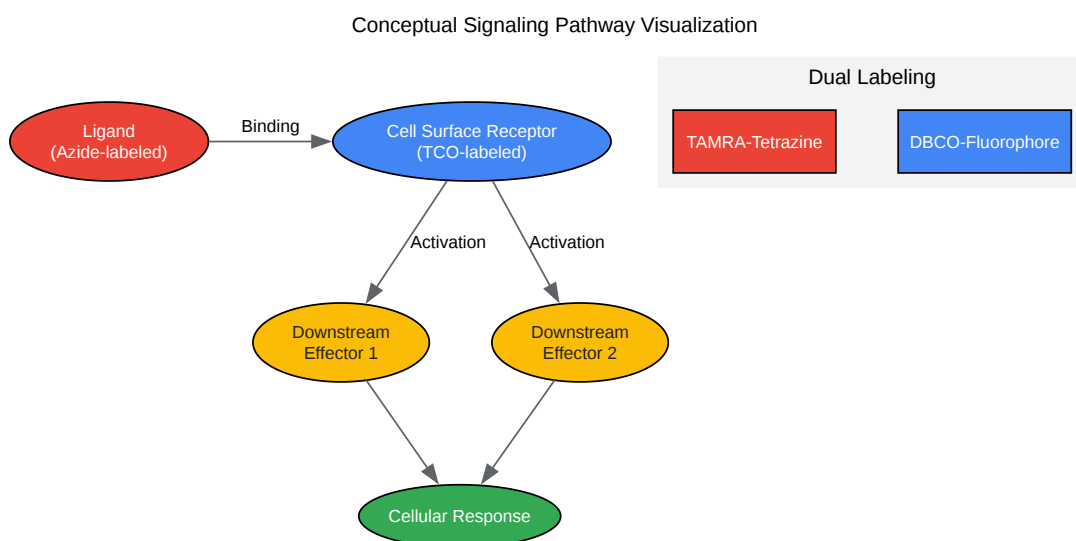 Conceptual Signaling Pathway Visualization
Dual Labeling
Ligand
(Azide-labeled)
Binding
Cell Surface Receptor
(TCO-labeled)
TAMRA-Tetrazine
DBCO-Fluorophore
Activation
Activation
Downstream
Effector 1
Downstream
Effector 2
Cellular Response